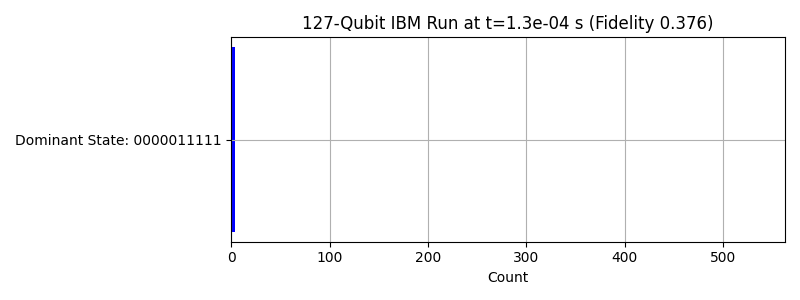 127-Qubit IBM Run at t=1.3e-04 s (Fidelity 0.376)
Dominant State: 0000011111
0 100 200 300 400 500
Count